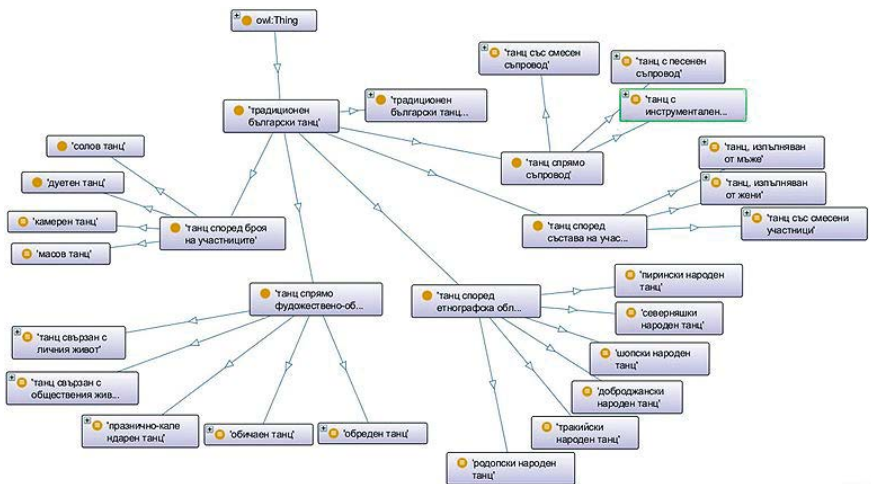 owl:Thing
'традиционен
български танц'
'традиционен
български танц...
'танц със смесен
съпровод'
'танц с песенен
съпровод'
'танц с
инструментален...
'танц спрямо
съпровод'
'солов танц'
'дуетен танц'
'камерен танц'
'масов танц'
'танц според броя
на участниците'
'танц, изпълняван
от мъже'
'танц, изпълняван
от жени'
'танц със смесени
участници'
'танц според
състава на учас...
'танц спрямо
фудожествено-об...
'танц според
етнографска обл...
'пирински народен
танц'
'северняшки
народен танц'
'шопски народен
танц'
'доброджански
народен танц'
'тракийски
народен танц'
'родопски народен
танц'
'танц свързан с
личния живот'
'танц свързан с
обществения жив...
'празнично-кале
ндарен танц'
'обичаен танц'
'обреден танц'